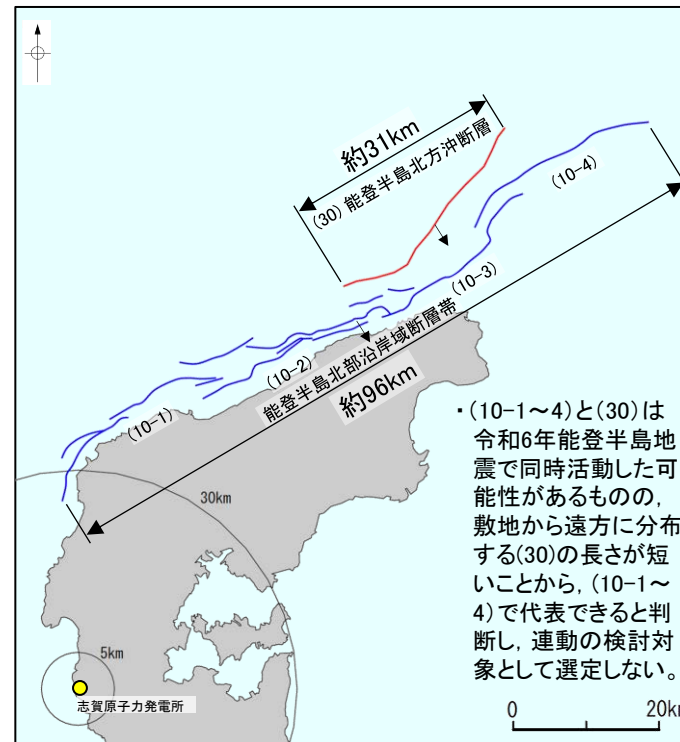 約31km
(30) 能登半島北方沖断層
(10-4)
(10-3)
(10-2)
能登半島北部沿岸域断層帯
約96km
(10-1)
30km
5km
志賀原子力発電所
・(10-1～4)と(30)は
令和6年能登半島地
震で同時活動した可
能性があるものの,
敷地から遠方に分布
する(30)の長さが短
いことから, (10-1～
4)で代表できると判
断し, 連動の検討対
象として選定しない。
0 20km